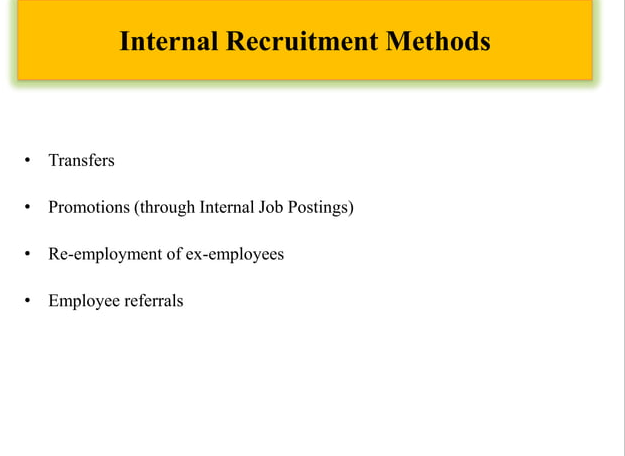 Internal Recruitment Methods
• Transfers
• Promotions (through Internal Job Postings)
• Re-employment of ex-employees
• Employee referrals